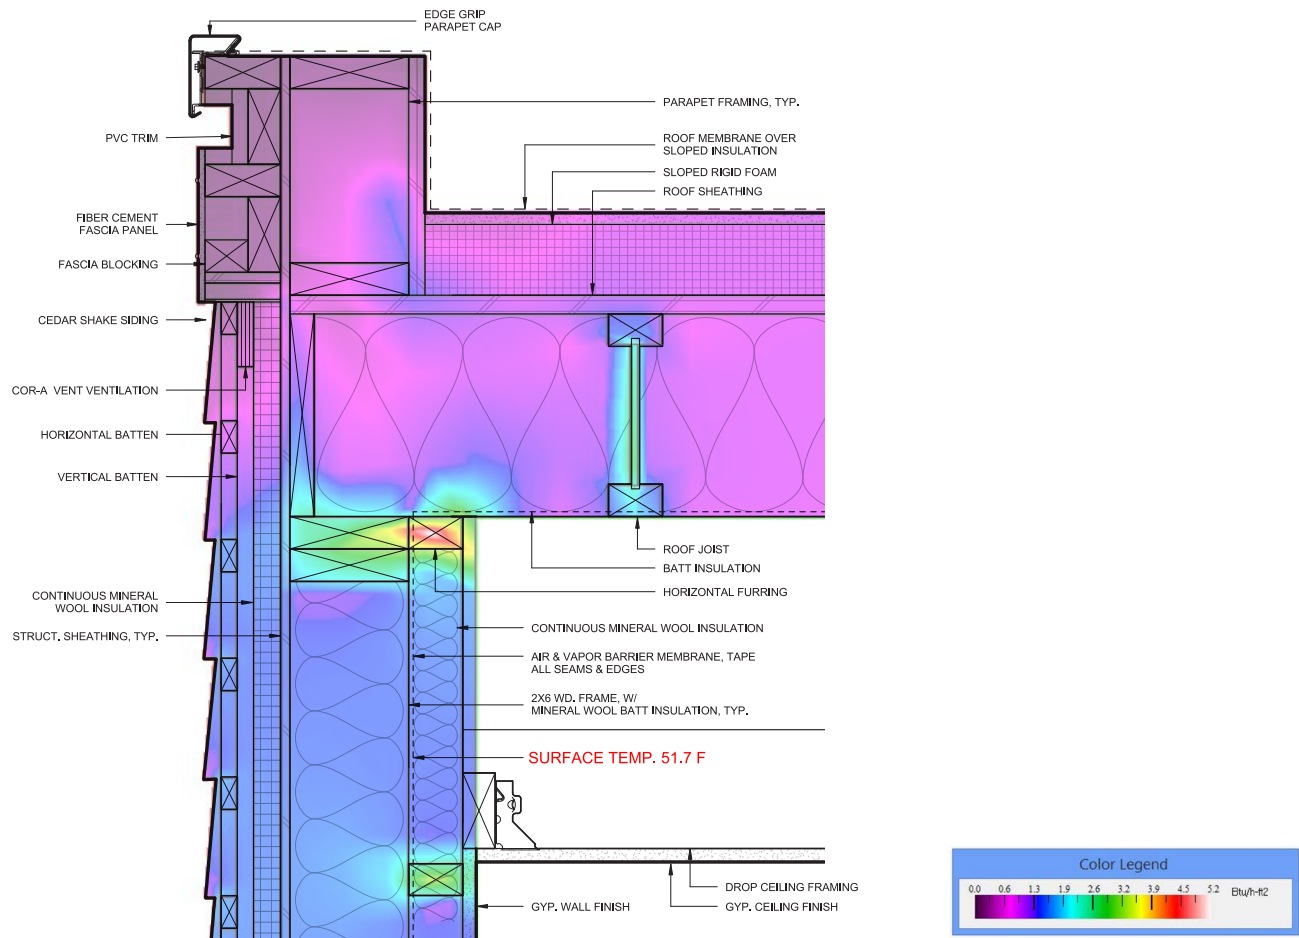 EDGE GRIP
PARAPET CAP
PARAPET FRAMING, TYP.
PVC TRIM
ROOF MEMBRANE OVER
SLOPED INSULATION
SLOPED RIGID FOAM
ROOF SHEATHING
FIBER CEMENT
FASCIA PANEL
FASCIA BLOCKING
CEDAR SHAKE SIDING
COR-A VENT VENTILATION
HORIZONTAL BATTEN
VERTICAL BATTEN
ROOF JOIST
BATT INSULATION
HORIZONTAL FURRING
CONTINUOUS MINERAL
WOOL INSULATION
STRUCT. SHEATHING, TYP.
CONTINUOUS MINERAL WOOL INSULATION
AIR & VAPOR BARRIER MEMBRANE, TAPE
ALL SEAMS & EDGES
2X6 WD. FRAME, W/
MINERAL WOOL BATT INSULATION, TYP.
SURFACE TEMP. 51.7 F
DROP CEILING FRAMING
GYP. WALL FINISH
GYP. CEILING FINISH
Color Legend
0.0 0.6 1.3 1.9 2.6 3.2 3.9 4.5 5.2 Btu/h-ft2